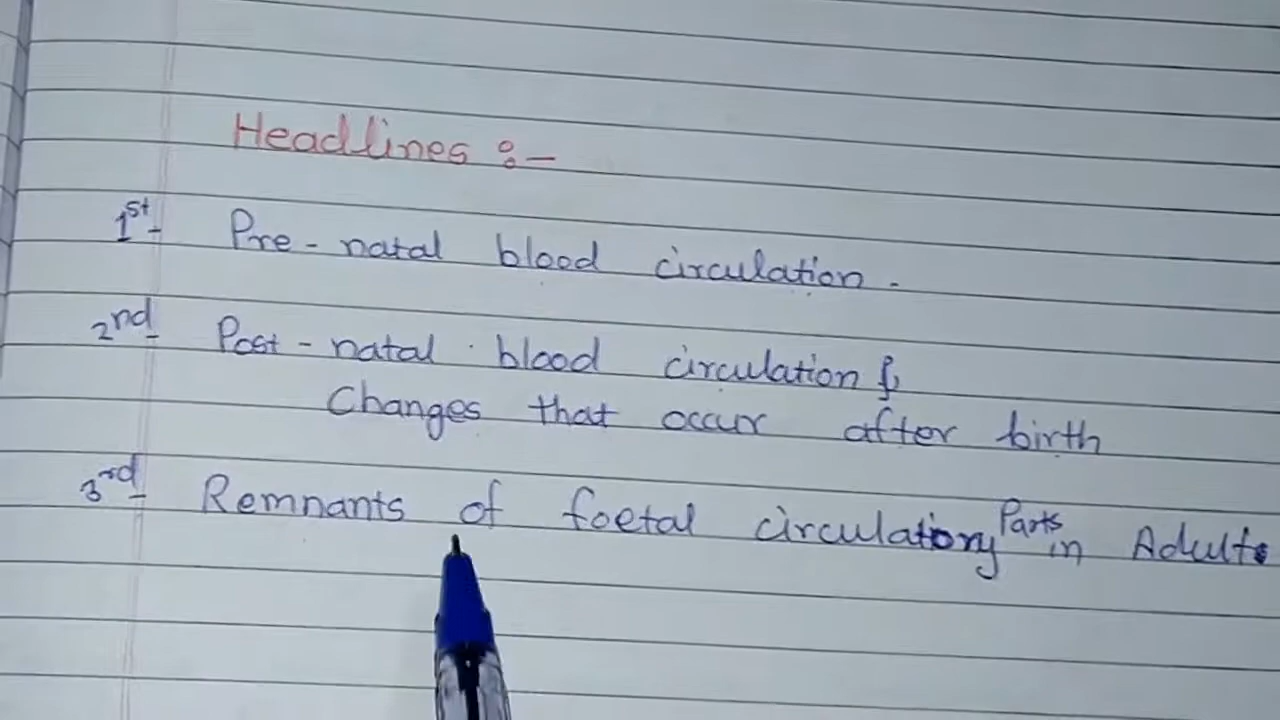 Headlines :-
1st- Pre-natal blood circulation.
2nd- Post-natal blood circulation &
Changes that occur after birth
3rd- Remnants of foetal circulatory Parts in Adult.